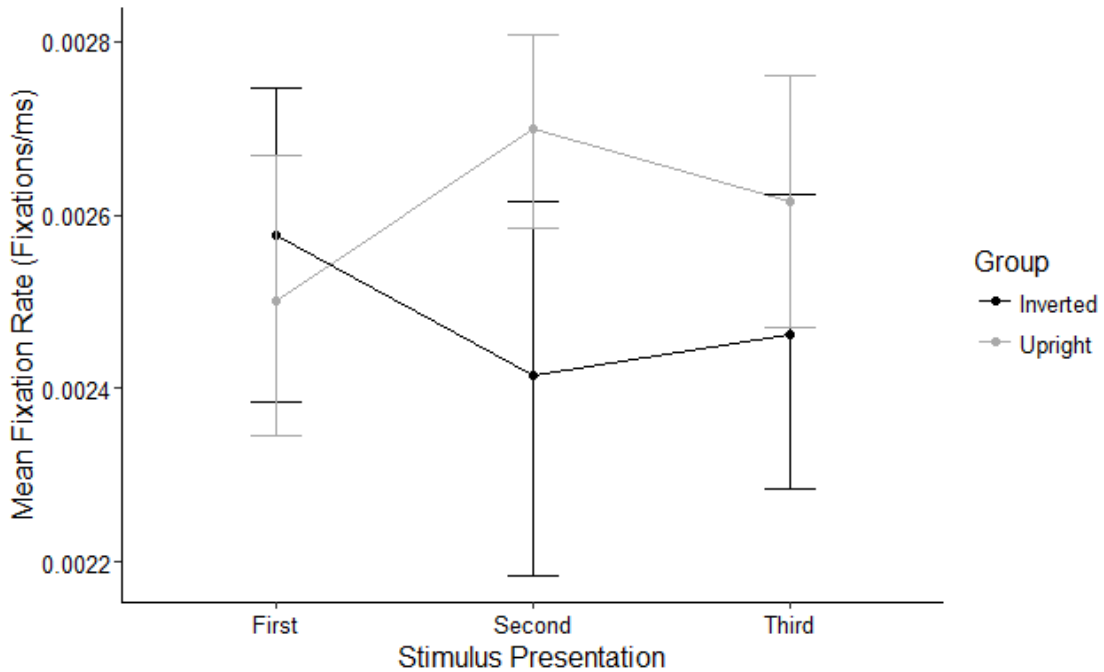 Mean Fixation Rate (Fixations/ms)
0.0028
0.0026
0.0024
0.0022
First
Second
Third
Stimulus Presentation
Group
Inverted
Upright